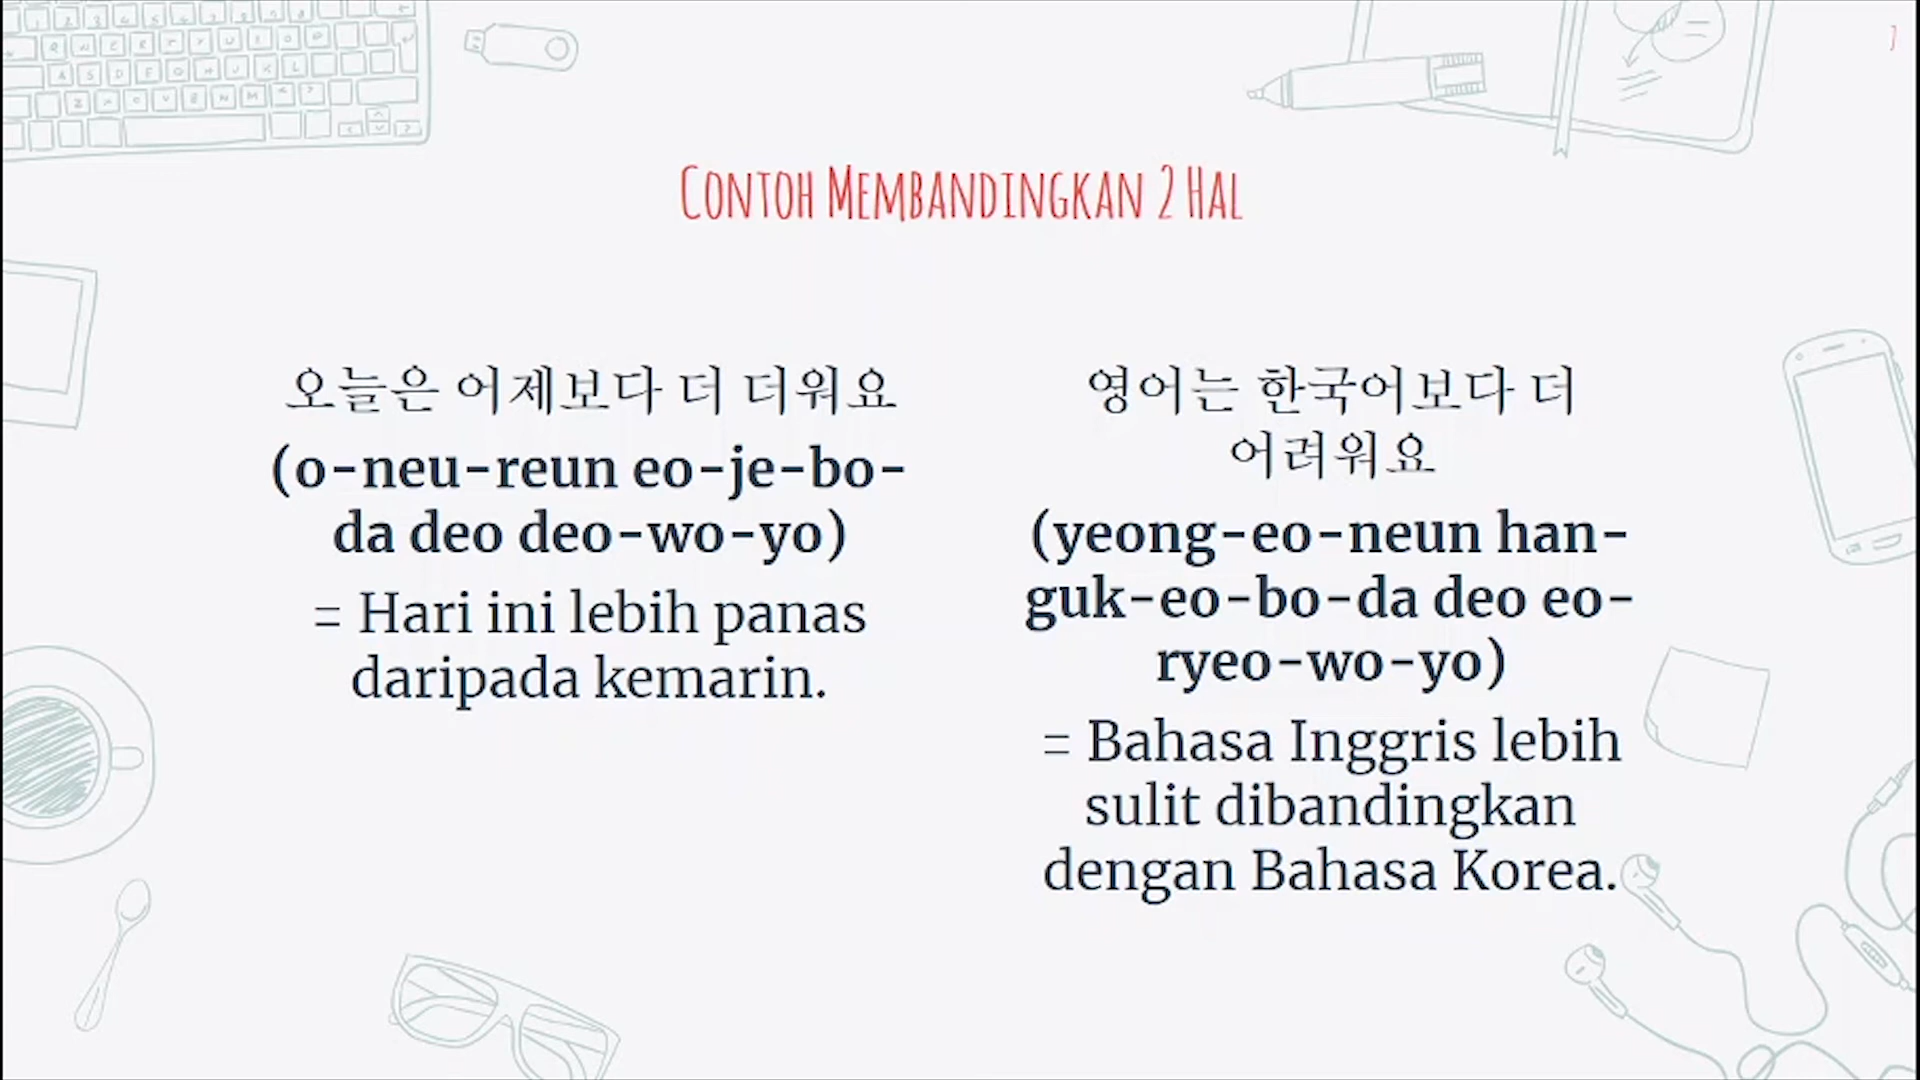 Contoh Membandingkan 2 Hal
오늘은 어제보다 더 더워요
(o-neu-reun eo-je-bo-
da deo deo-wo-yo)
= Hari ini lebih panas
daripada kemarin.
영어는 한국어보다 더
어려워요
(yeong-eo-neun han-
guk-eo-bo-da deo eo-
ryeo-wo-yo)
= Bahasa Inggris lebih
sulit dibandingkan
dengan Bahasa Korea.